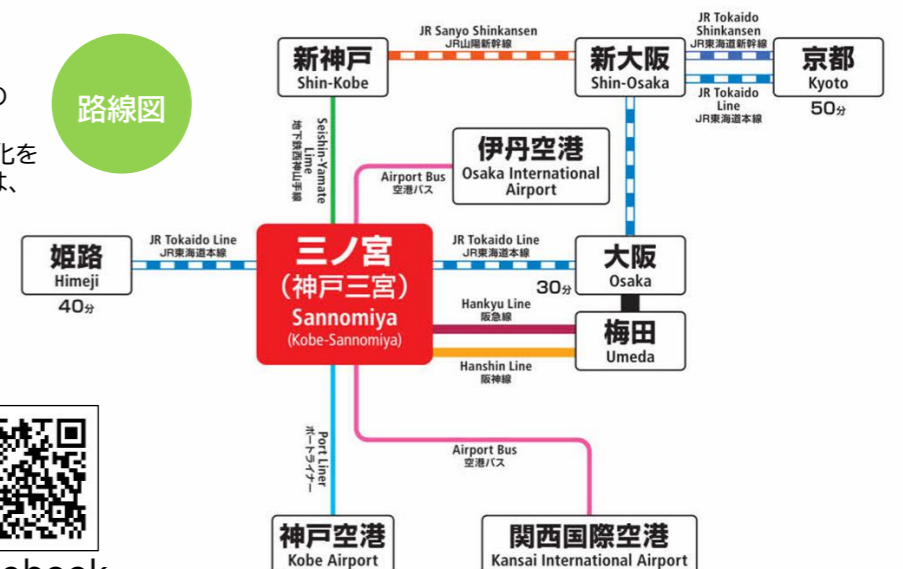 の
化を
は、
路線図
JR Sanyo Shinkansen
JR山陽新幹線
JR Tokaido
Shinkansen
JR東海道新幹線
新神戸
Shin-Kobe
新大阪
Shin-Osaka
京都
Kyoto
50分
JR Tokaido
Line
JR東海道本線
Seishin-Yamate
Lime
地下鉄西神山手線
伊丹空港
Osaka International
Airport
Airport Bus
空港バス
姫路
Himeji
40分
JR Tokaido Line
JR東海道本線
三ノ宮
(神戸三宮)
Sannomiya
(Kobe-Sannomiya)
JR Tokaido Line
JR東海道本線
30分
大阪
Osaka
Hankyu Line
阪急線
梅田
Umeda
Hanshin Line
阪神線
Port Liner
ポートライナー
Airport Bus
空港バス
神戸空港
Kobe Airport
関西国際空港
Kansai International Airport
ebook